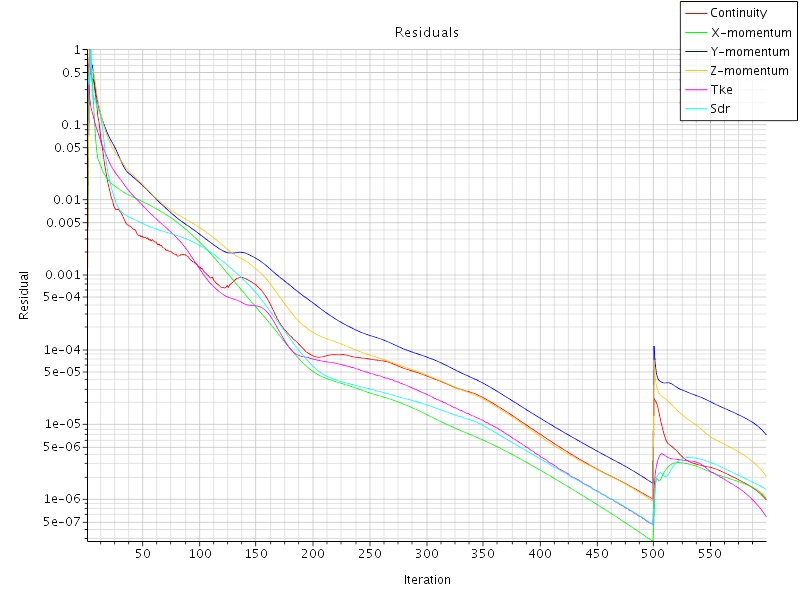 Residuals
Continuity
X-momentum
Y-momentum
Z-momentum
Tke
Sdr
Residual
1
0.5
0.1
0.05
0.01
0.005
0.001
5e-04
1e-04
5e-05
1e-05
5e-06
1e-06
5e-07
50 100 150 200 250 300 350 400 450 500 550
Iteration